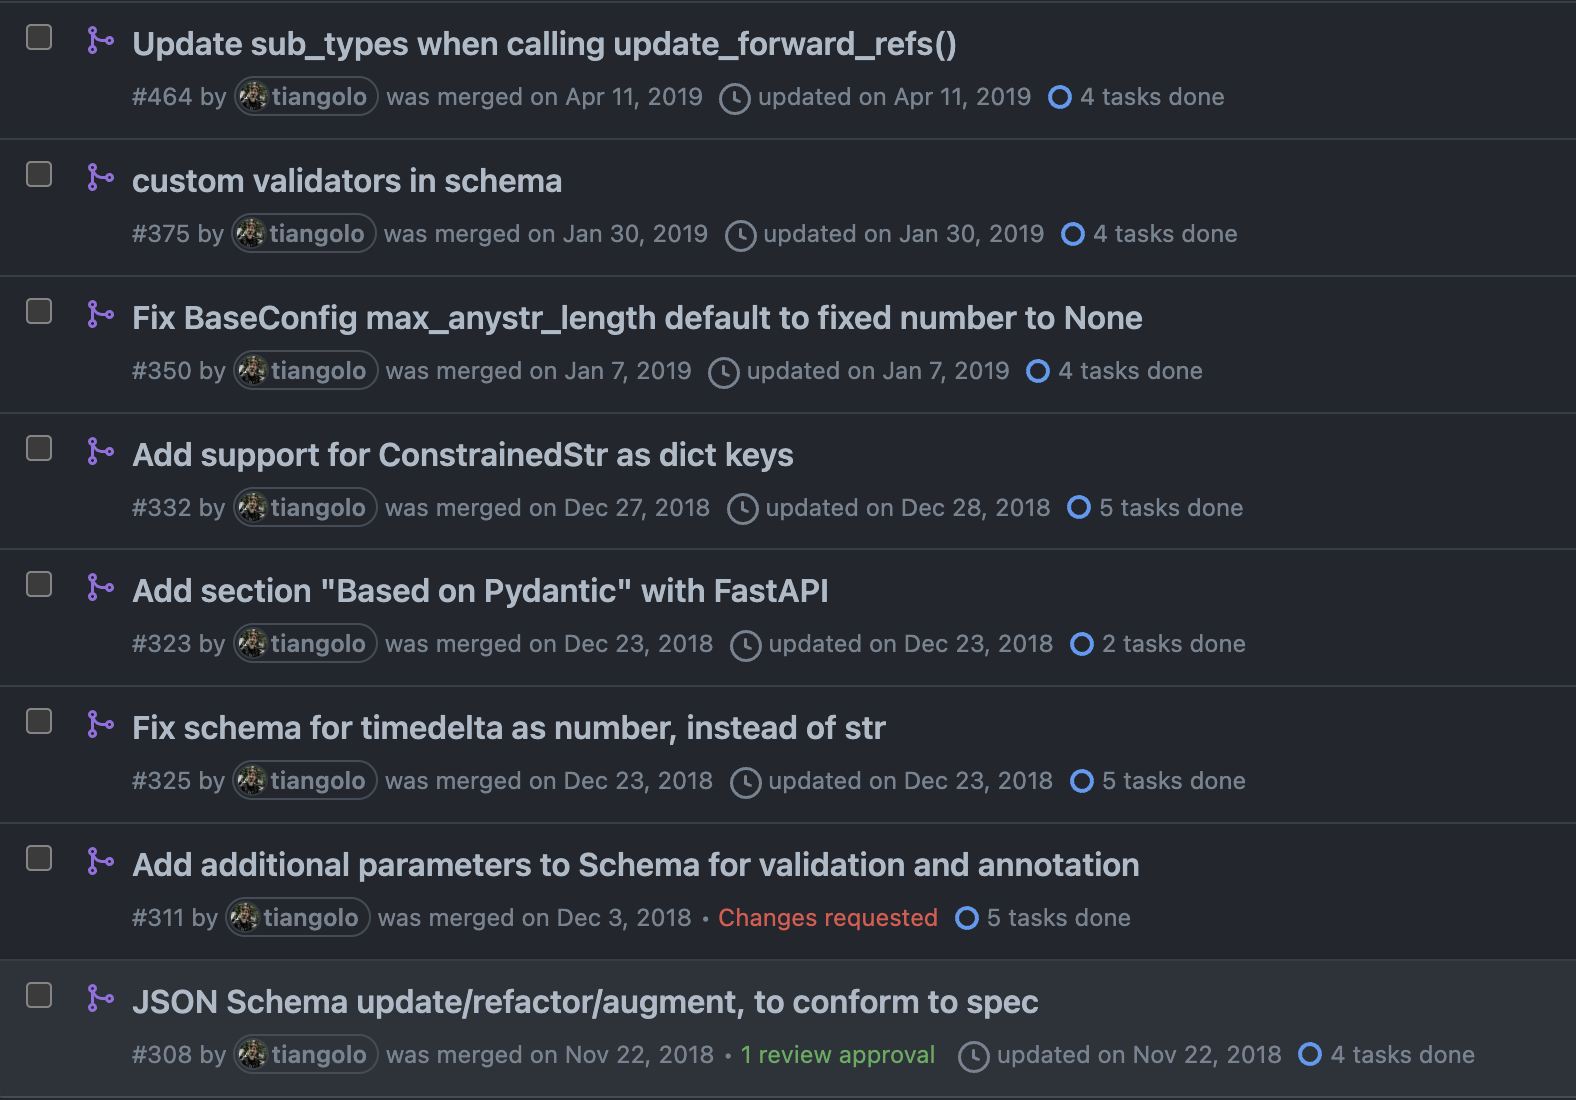 Update sub_types when calling update_forward_refs()
#464 by tiangolo was merged on Apr 11, 2019 updated on Apr 11, 2019 4 tasks done
custom validators in schema
#375 by tiangolo was merged on Jan 30, 2019 updated on Jan 30, 2019 4 tasks done
Fix BaseConfig max_anystr_length default to fixed number to None
#350 by tiangolo was merged on Jan 7, 2019 updated on Jan 7, 2019 4 tasks done
Add support for ConstrainedStr as dict keys
#332 by tiangolo was merged on Dec 27, 2018 updated on Dec 28, 2018 5 tasks done
Add section "Based on Pydantic" with FastAPI
#323 by tiangolo was merged on Dec 23, 2018 updated on Dec 23, 2018 2 tasks done
Fix schema for timedelta as number, instead of str
#325 by tiangolo was merged on Dec 23, 2018 updated on Dec 23, 2018 5 tasks done
Add additional parameters to Schema for validation and annotation
#311 by tiangolo was merged on Dec 3, 2018 • Changes requested 5 tasks done
JSON Schema update/refactor/augment, to conform to spec
#308 by tiangolo was merged on Nov 22, 2018 • 1 review approval updated on Nov 22, 2018 4 tasks done